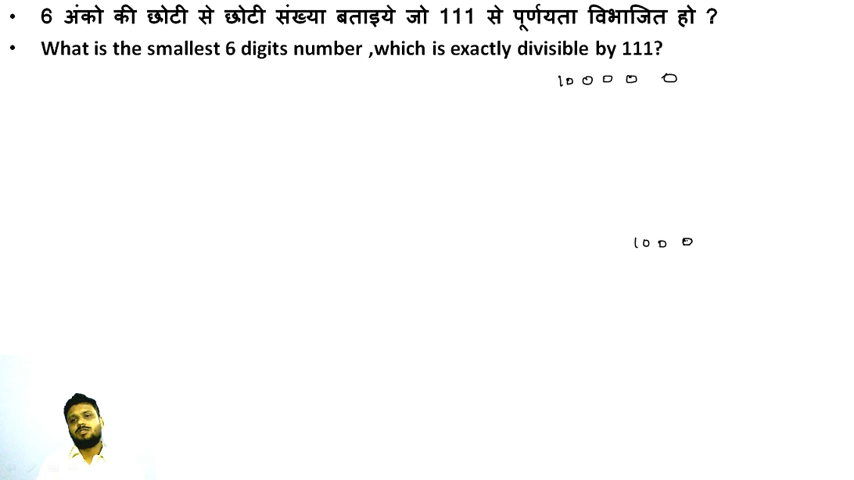 • 6 अंको की छोटी से छोटी संख्या बताइये जो 111 से पूर्णयता विभाजित हो ?
• What is the smallest 6 digits number ,which is exactly divisible by 111?
100000
1000